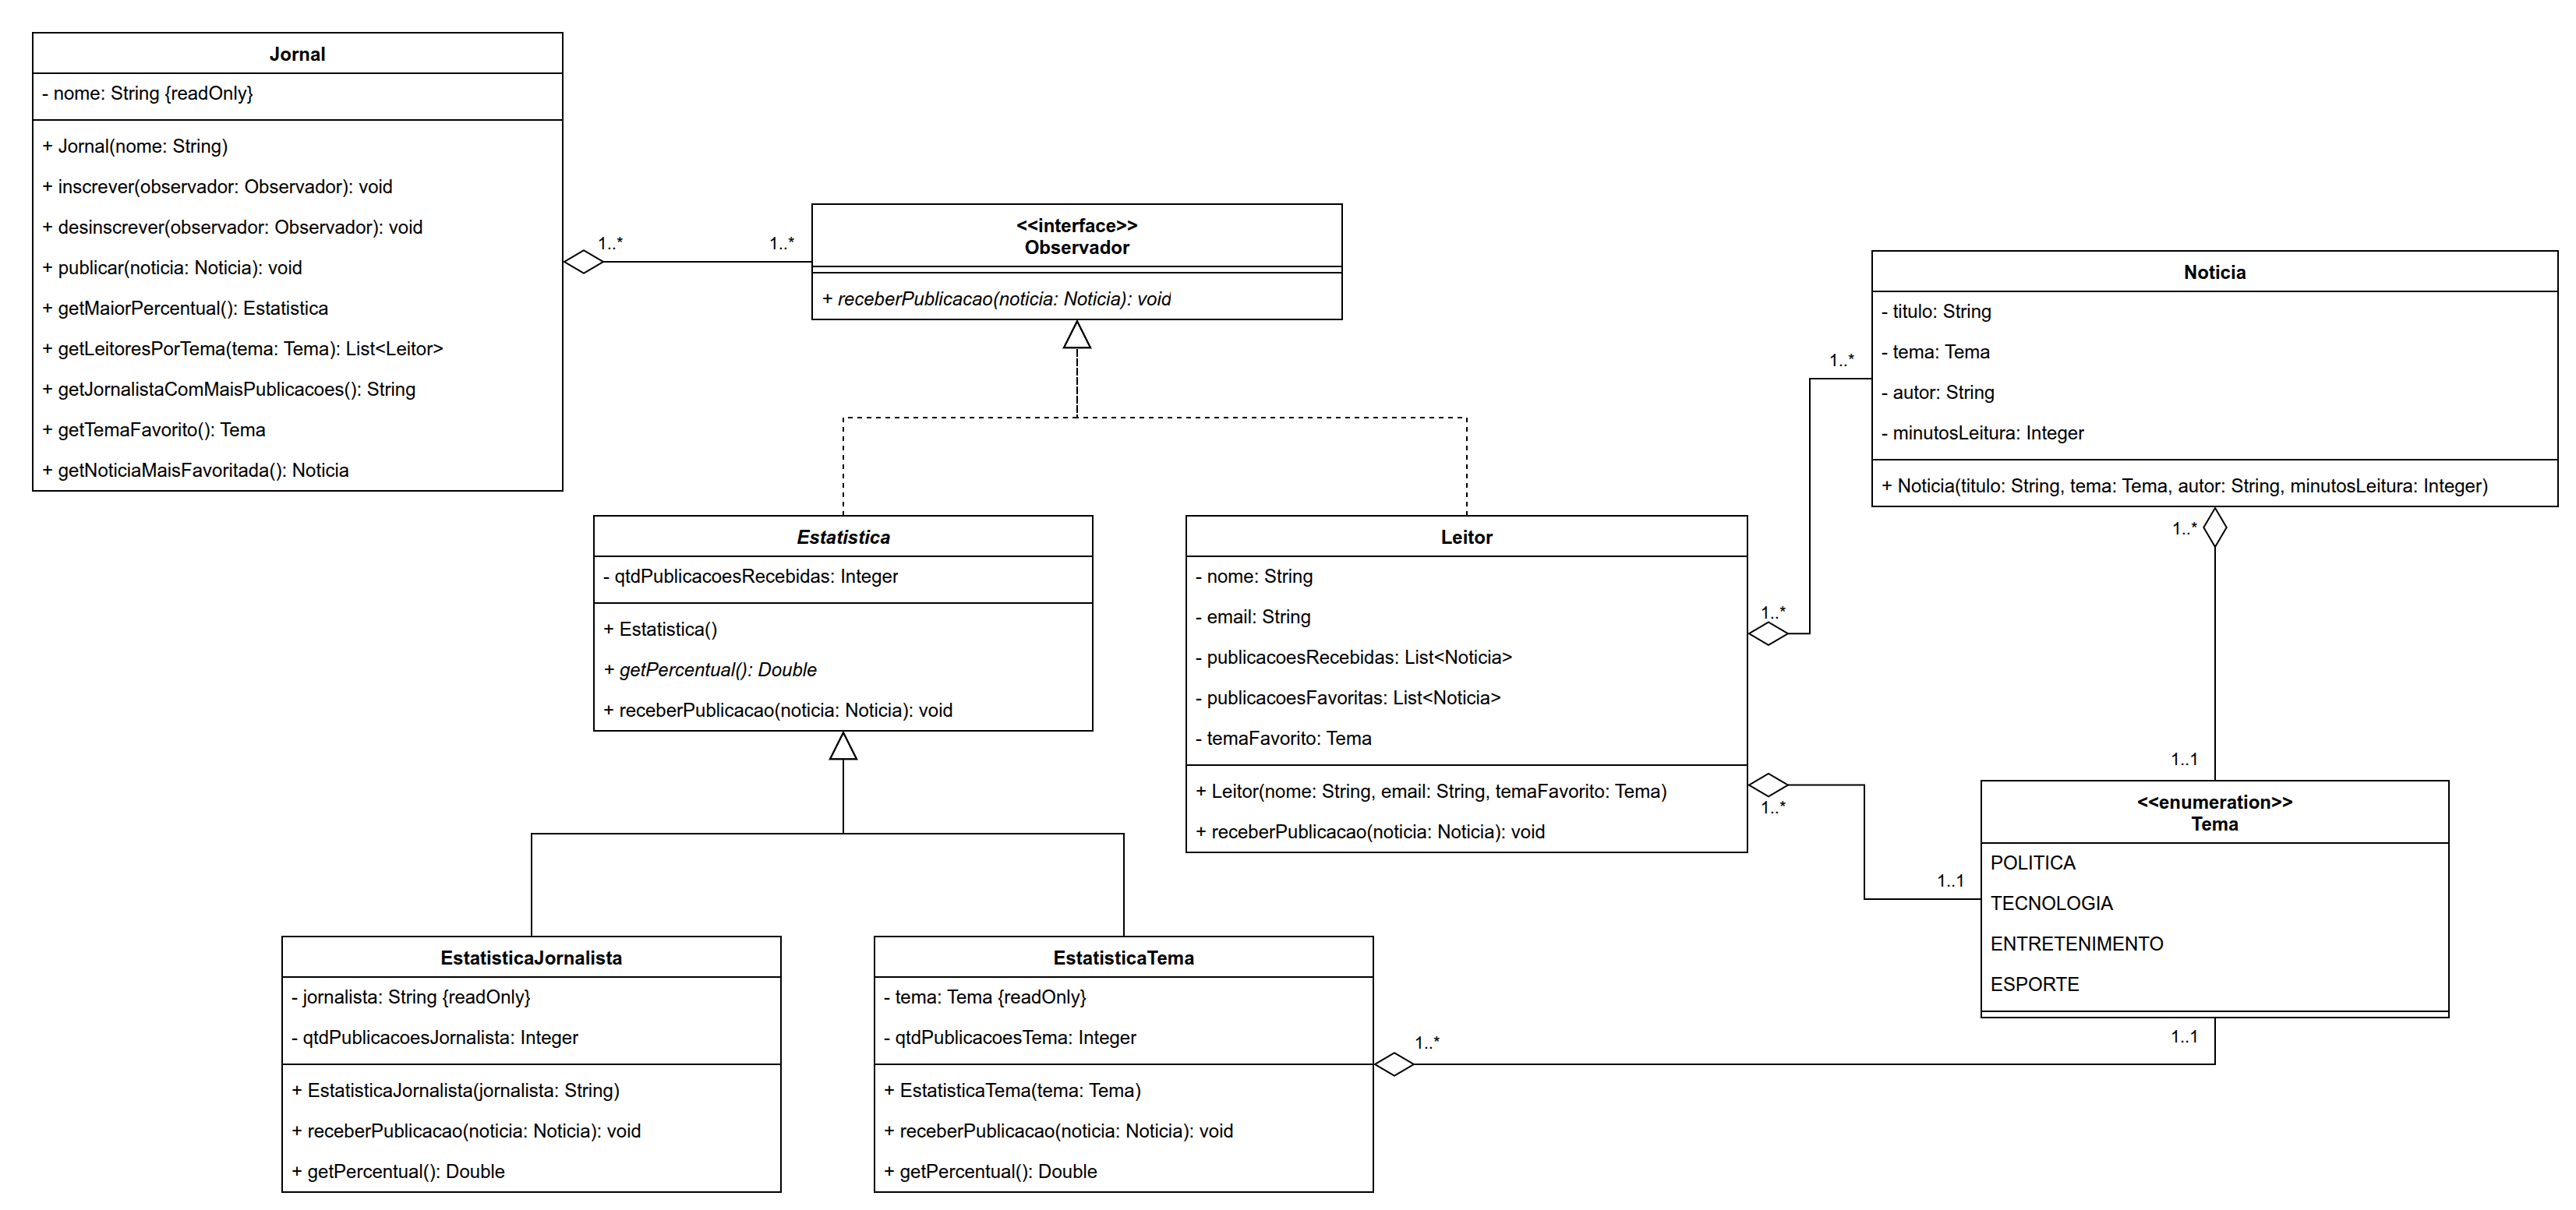 Jornal
- nome: String {readOnly}
+ Jornal(nome: String)
+ inscrever(observador: Observador): void
+ desinscrever(observador: Observador): void
+ publicar(noticia: Noticia): void
+ getMaiorPercentual(): Estatistica
+ getLeitoresPorTema(tema: Tema): List<Leitor>
+ getJornalistaComMaisPublicacoes(): String
+ getTemaFavorito(): Tema
+ getNoticiaMaisFavoritada(): Noticia
1..*
1..*
<<interface>>
Observador
+ receberPublicacao(noticia: Noticia): void
Noticia
- titulo: String
- tema: Tema
- autor: String
- minutosLeitura: Integer
+ Noticia(titulo: String, tema: Tema, autor: String, minutosLeitura: Integer)
1..*
1..*
1..1
Estatistica
- qtdPublicacoesRecebidas: Integer
+ Estatistica()
+ getPercentual(): Double
+ receberPublicacao(noticia: Noticia): void
Leitor
- nome: String
- email: String
- publicacoesRecebidas: List<Noticia>
- publicacoesFavoritas: List<Noticia>
- temaFavorito: Tema
+ Leitor(nome: String, email: String, temaFavorito: Tema)
+ receberPublicacao(noticia: Noticia): void
1..*
1..*
1..1
<<enumeration>>
Tema
POLITICA
TECNOLOGIA
ENTRETENIMENTO
ESPORTE
1..1
EstatisticaJornalista
- jornalista: String {readOnly}
- qtdPublicacoesJornalista: Integer
+ EstatisticaJornalista(jornalista: String)
+ receberPublicacao(noticia: Noticia): void
+ getPercentual(): Double
EstatisticaTema
- tema: Tema {readOnly}
- qtdPublicacoesTema: Integer
+ EstatisticaTema(tema: Tema)
+ receberPublicacao(noticia: Noticia): void
+ getPercentual(): Double
1..*